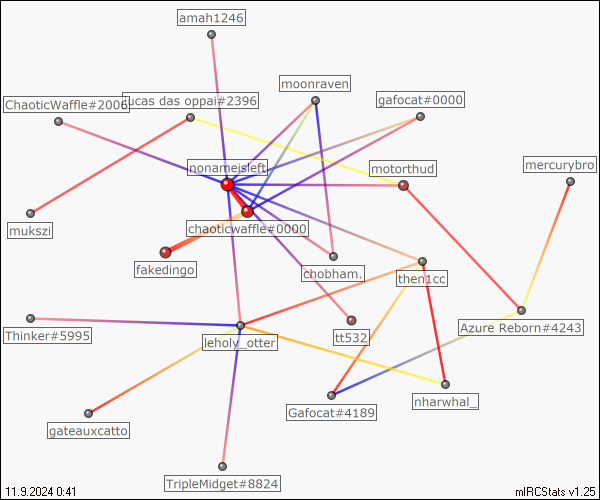 amah1246
moonraven
ChaoticWaffle#2006
ucas das oppai#2396
gafocat#0000
nonameisleft
motorthud
mercurybro
mukszi
chaoticwaffle#0000
fakedingo
chobham.
then1cc
Thinker#5995
leholy_otter
tt532
Azure Reborn#4243
gateauxcatto
Gafocat#4189
nharwhal_
TripleMidget#8824
11.9.2024 0:41
mIRCStats v1.25